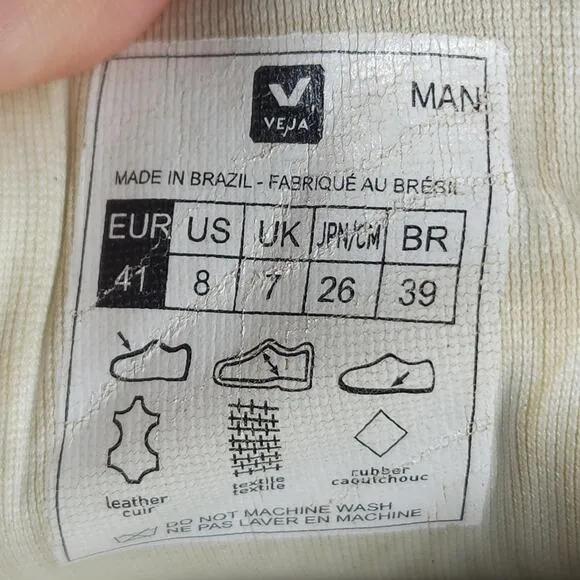 VEJA
MAN
MADE IN BRAZIL - FABRIQUÉ AU BRÉSIL
EUR US UK JPN/CM BR
41 8 7 26 39
leather textile rubber
cuir textile caoutchouc
DO NOT MACHINE WASH
NE PAS LAVER EN MACHINE